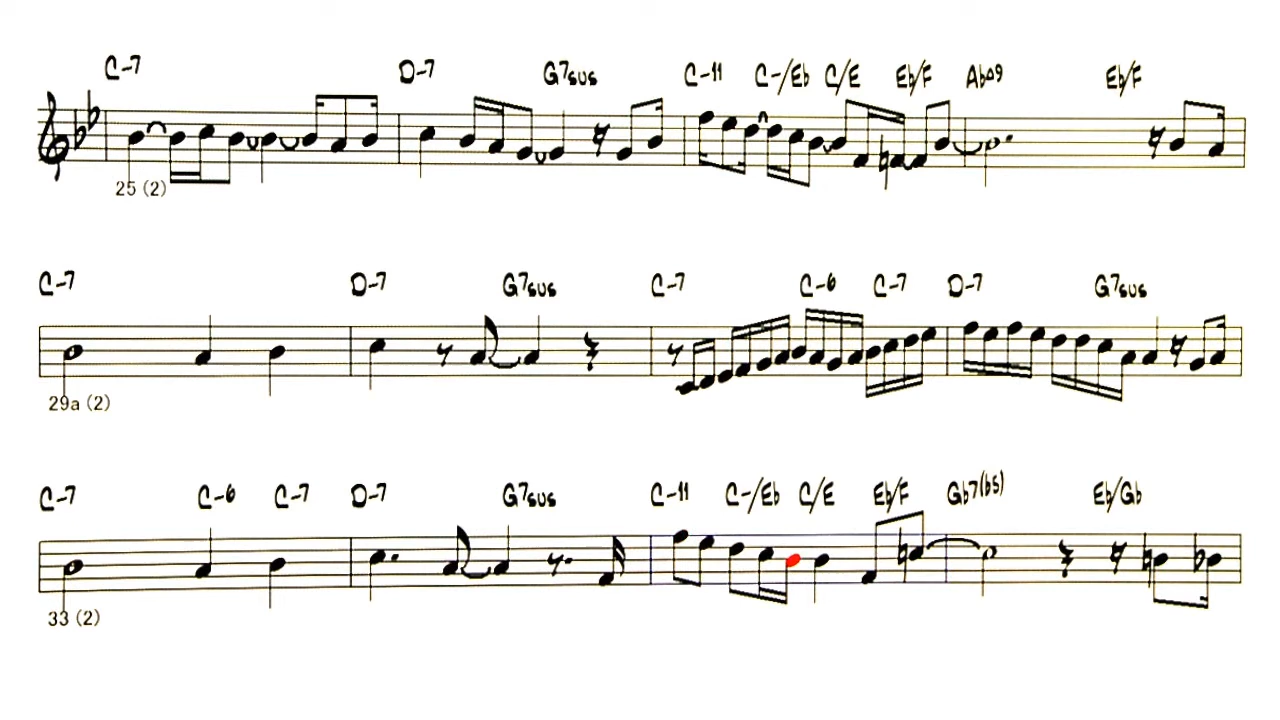 C-7 D-7 G7sus C-11 C-/Eb C/E Eb/F Ab△9 Eb/F
25 (2)
C-7 D-7 G7sus C-7 C-6 C-7 D-7 G7sus
29a (2)
C-7 C-6 C-7 D-7 G7sus C-11 C-/Eb C/E Eb/F Gb7(b5) Eb/Gb
33 (2)